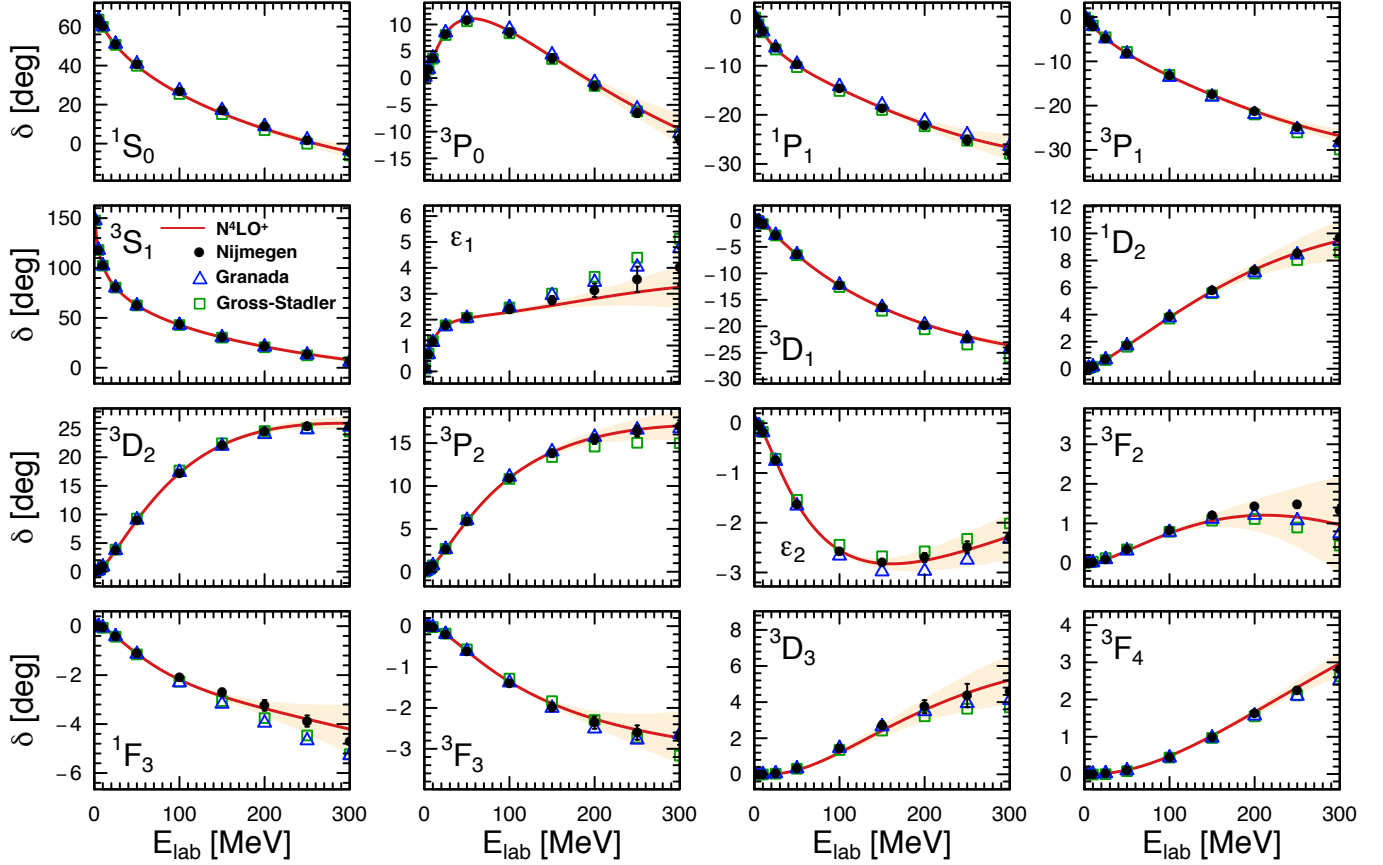 δ [deg]
60
40
20
0
¹S₀
10
5
0
−5
−10
−15
³P₀
0
−10
−20
−30
¹P₁
0
−10
−20
−30
³P₁
δ [deg]
150
100
50
0
³S₁
N⁴LO⁺
Nijmegen
Granada
Gross-Stadler
6
5
4
3
2
1
0
ε₁
0
−5
−10
−15
−20
−25
−30
³D₁
12
10
8
6
4
2
0
¹D₂
δ [deg]
25
20
15
10
5
0
³D₂
15
10
5
0
³P₂
0
−1
−2
−3
ε₂
3
2
1
0
³F₂
δ [deg]
0
−2
−4
−6
¹F₃
0
−1
−2
−3
³F₃
8
6
4
2
0
³D₃
4
3
2
1
0
³F₄
0 100 200 300
0 100 200 300
0 100 200 300
0 100 200 300
E_lab [MeV]
E_lab [MeV]
E_lab [MeV]
E_lab [MeV]